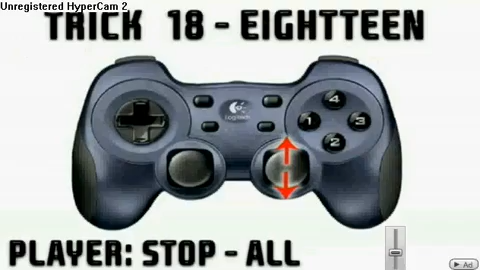 Unregistered HyperCam 2
TRICK 18 - EIGHTTEEN
Logitech
4
1 3
2
PLAYER: STOP - ALL
Ad